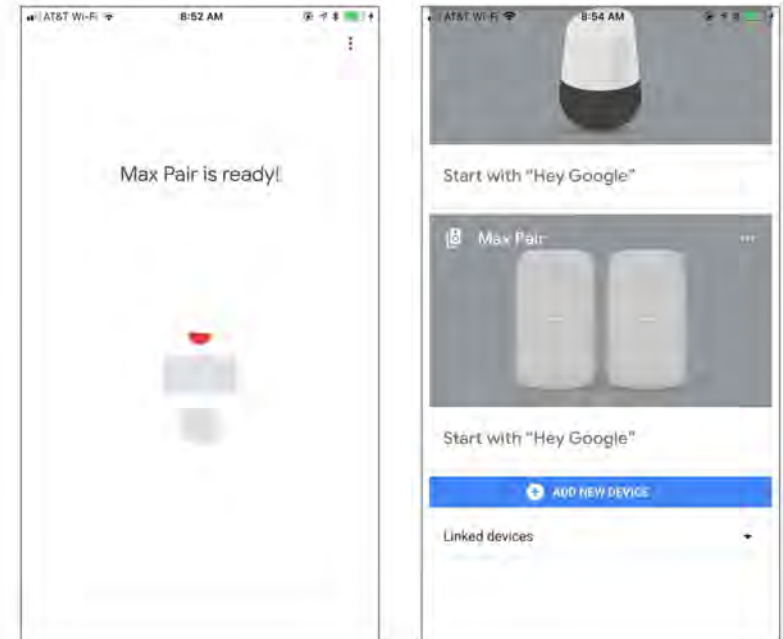 AT&T Wi-Fi
8:52 AM
Max Pair is ready!
AT&T Wi-Fi
8:54 AM
Start with "Hey Google"
Max Pair
Start with "Hey Google"
ADD NEW DEVICE
Linked devices